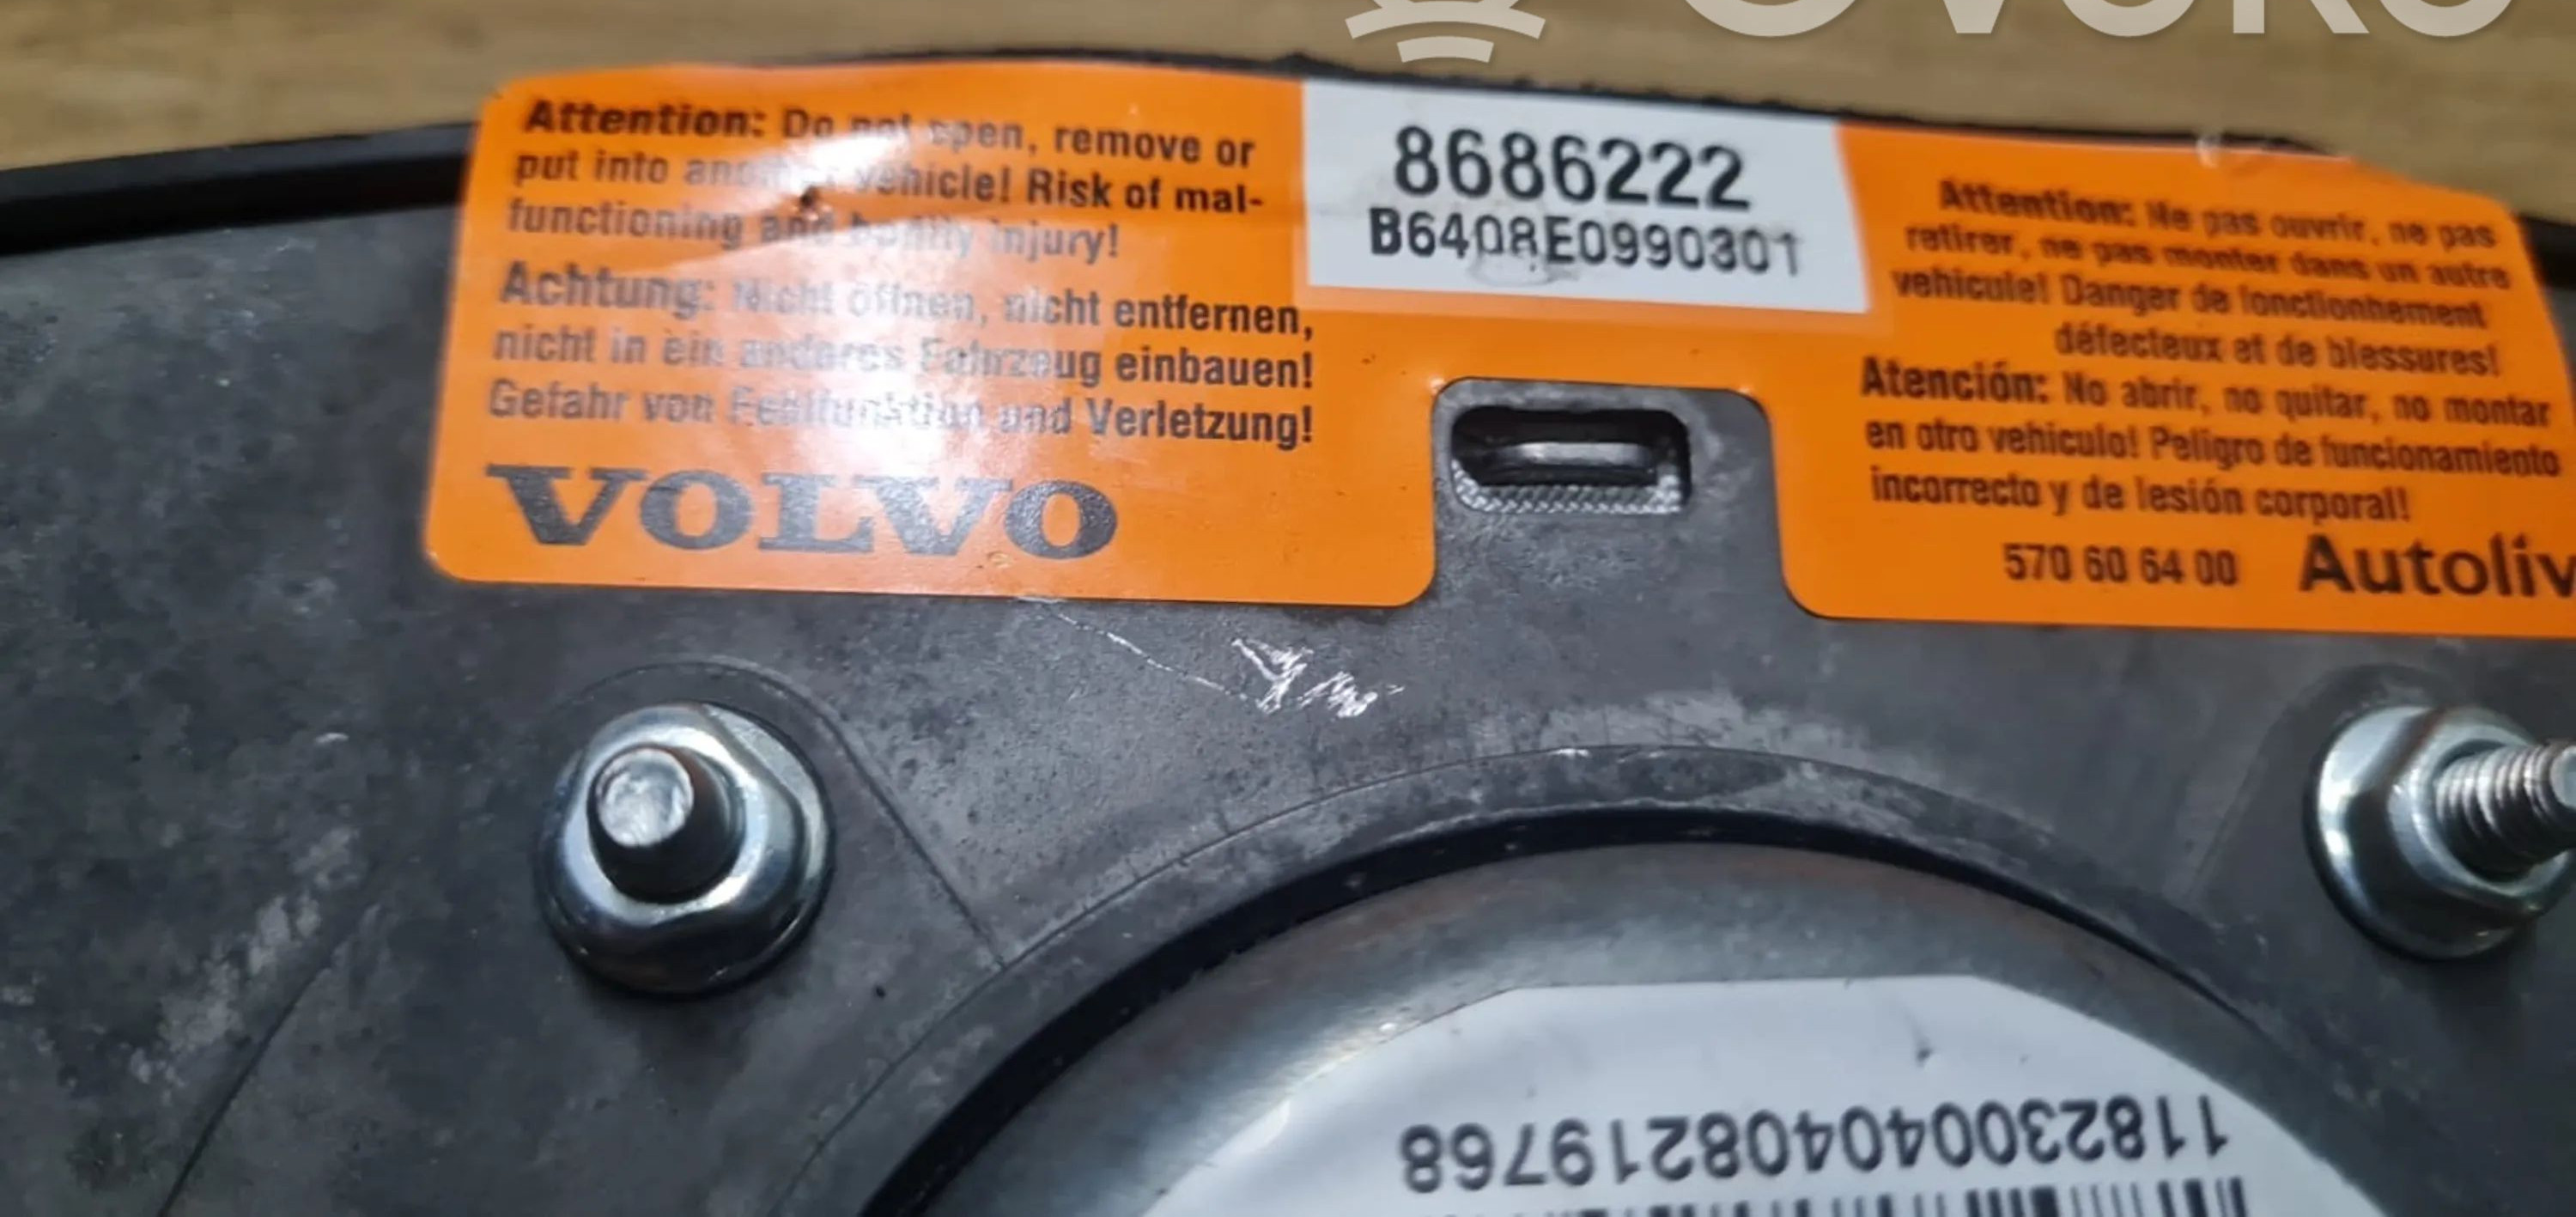 Attention: Do not open, remove or
put into another vehicle! Risk of mal-
functioning and bodily injury!
Achtung: Nicht öffnen, nicht entfernen,
nicht in ein anderes Fahrzeug einbauen!
Gefahr von Fehlfunktion und Verletzung!
VOLVO
8686222
B6408E0990301
Attention: Ne pas ouvrir, ne pas
retirer, ne pas monter dans un autre
vehicule! Danger de fonctionnement
défecteux et de blessures!
Atención: No abrir, no quitar, no montar
en otro vehiculo! Peligro de funcionamiento
incorrecto y de lesión corporal!
570 60 64 00 Autoliv
118230040408219768